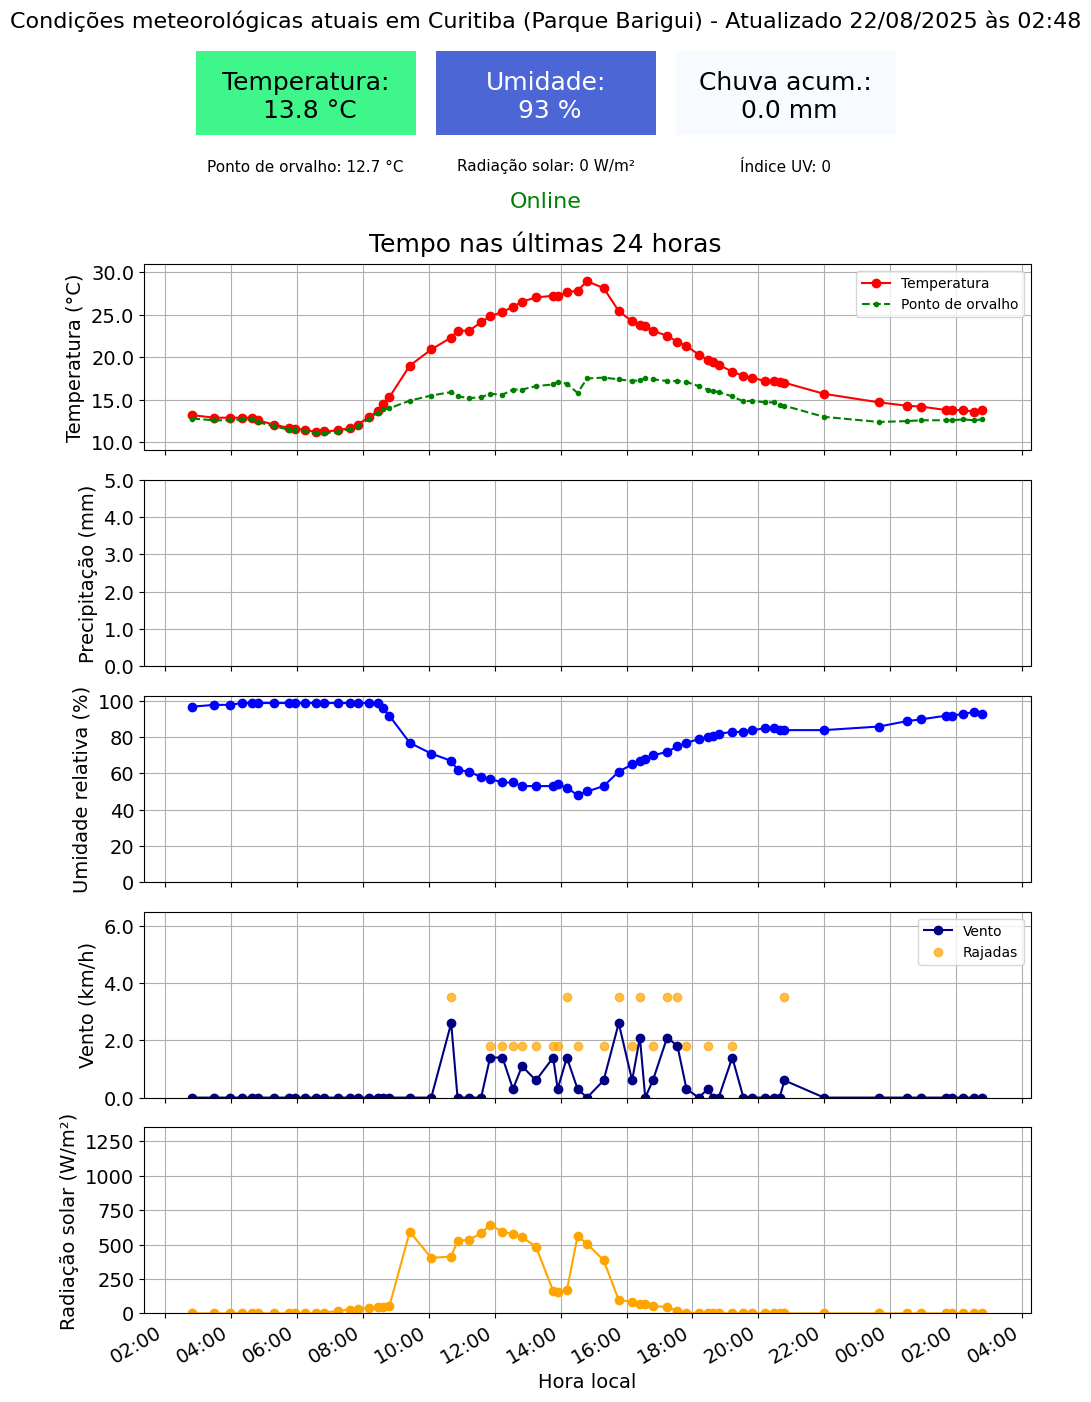 Condições meteorológicas atuais em Curitiba (Parque Barigui) - Atualizado 22/08/2025 às 02:48
Temperatura:
13.8 °C
Umidade:
93 %
Chuva acum.:
0.0 mm
Ponto de orvalho: 12.7 °C
Radiação solar: 0 W/m²
Índice UV: 0
Online
Tempo nas últimas 24 horas
Temperatura (°C)
30.0
25.0
20.0
15.0
10.0
Temperatura
Ponto de orvalho
Precipitação (mm)
5.0
4.0
3.0
2.0
1.0
0.0
Umidade relativa (%)
100
80
60
40
20
0
Vento (km/h)
6.0
4.0
2.0
0.0
Vento
Rajadas
Radiação solar (W/m²)
1250
1000
750
500
250
0
02:00 04:00 06:00 08:00 10:00 12:00 14:00 16:00 18:00 20:00 22:00 00:00 02:00 04:00
Hora local